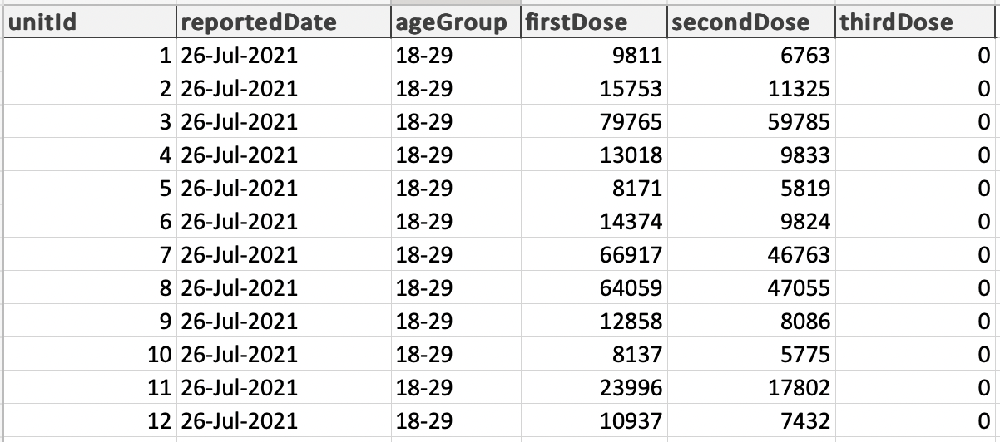 unitId reportedDate ageGroup firstDose secondDose thirdDose
1 26-Jul-2021 18-29 9811 6763 0
2 26-Jul-2021 18-29 15753 11325 0
3 26-Jul-2021 18-29 79765 59785 0
4 26-Jul-2021 18-29 13018 9833 0
5 26-Jul-2021 18-29 8171 5819 0
6 26-Jul-2021 18-29 14374 9824 0
7 26-Jul-2021 18-29 66917 46763 0
8 26-Jul-2021 18-29 64059 47055 0
9 26-Jul-2021 18-29 12858 8086 0
10 26-Jul-2021 18-29 8137 5775 0
11 26-Jul-2021 18-29 23996 17802 0
12 26-Jul-2021 18-29 10937 7432 0